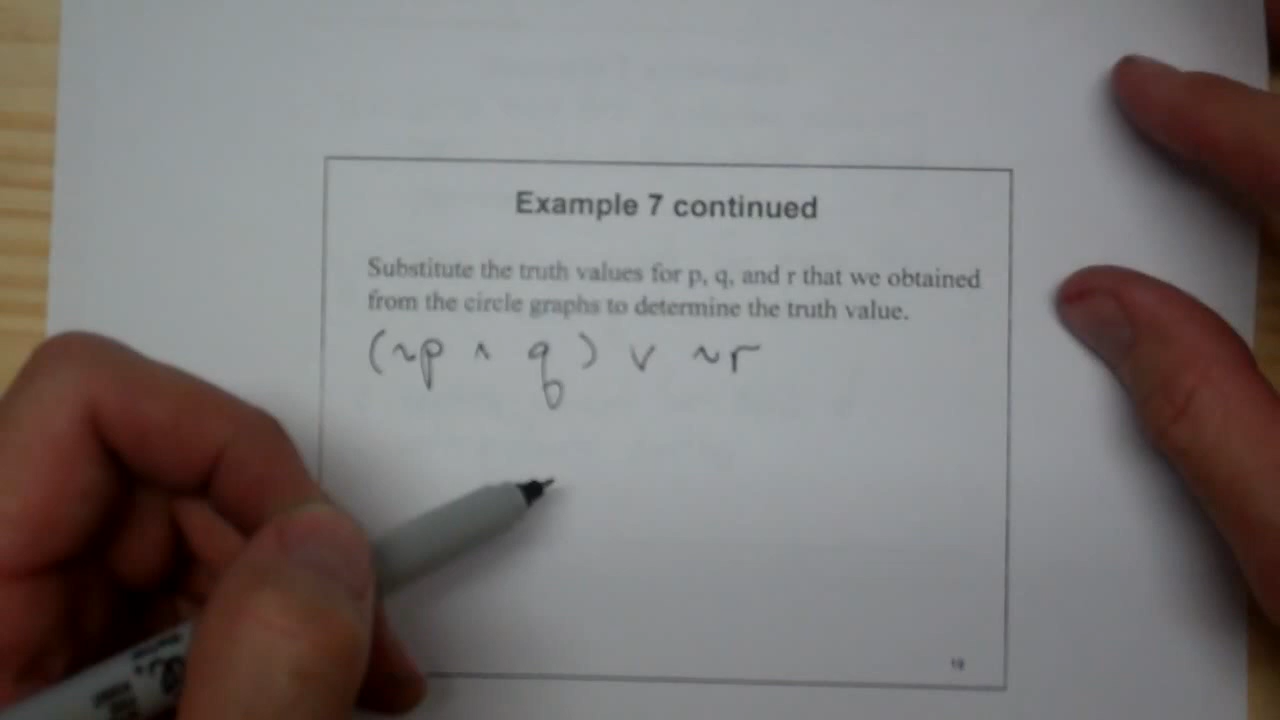 Example 7 continued
Substitute the truth values for p, q, and r that we obtained
from the circle graphs to determine the truth value.
(~p ∧ q) ∨ ~r